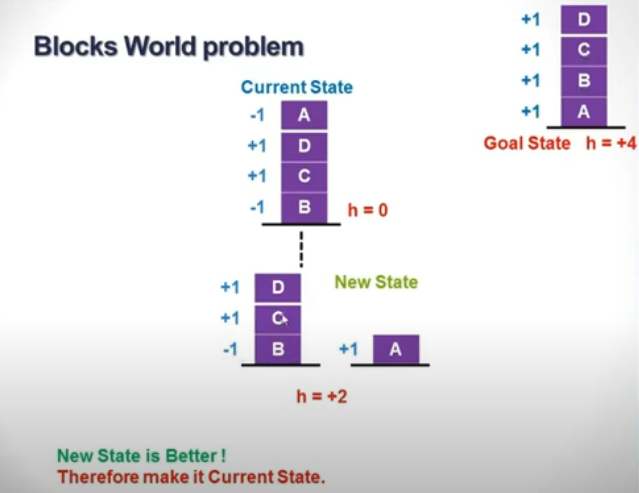 Blocks World problem
+1 D
+1 C
+1 B
+1 A
Goal State h = +4
Current State
-1 A
+1 D
+1 C
-1 B
h = 0
New State
+1 D
+1 C
-1 B
+1 A
h = +2
New State is Better !
Therefore make it Current State.